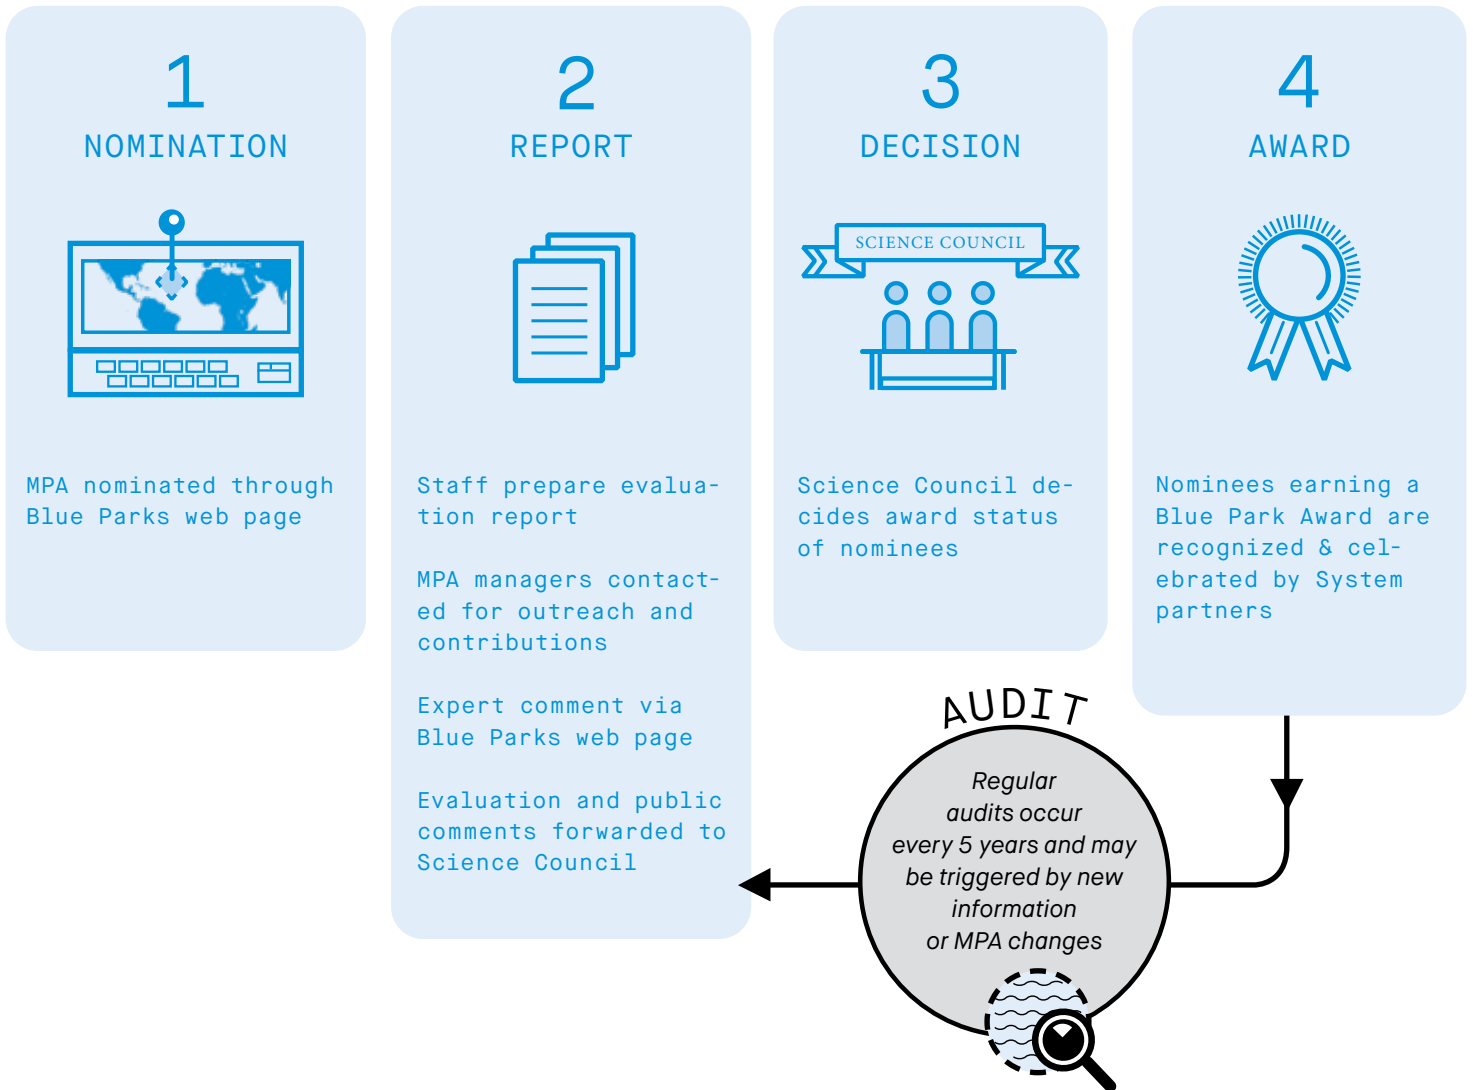 1
NOMINATION
MPA nominated through
Blue Parks web page
2
REPORT
Staff prepare evalua-
tion report
MPA managers contact-
ed for outreach and
contributions
Expert comment via
Blue Parks web page
Evaluation and public
comments forwarded to
Science Council
3
DECISION
SCIENCE COUNCIL
Science Council de-
cides award status
of nominees
4
AWARD
Nominees earning a
Blue Park Award are
recognized & cel-
ebrated by System
partners
AUDIT
Regular
audits occur
every 5 years and may
be triggered by new
information
or MPA changes